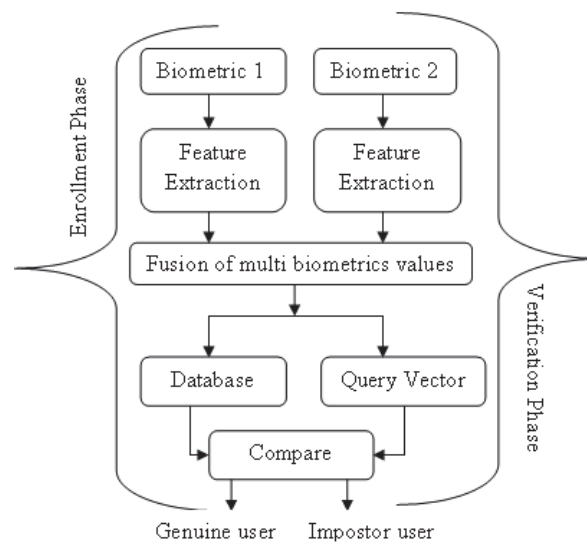 Biometric 1
Biometric 2
Enrollment Phase
Feature
Extraction
Feature
Extraction
Fusion of multi biometrics values
Verification Phase
Database
Query Vector
Compare
Genuine user
Impostor user